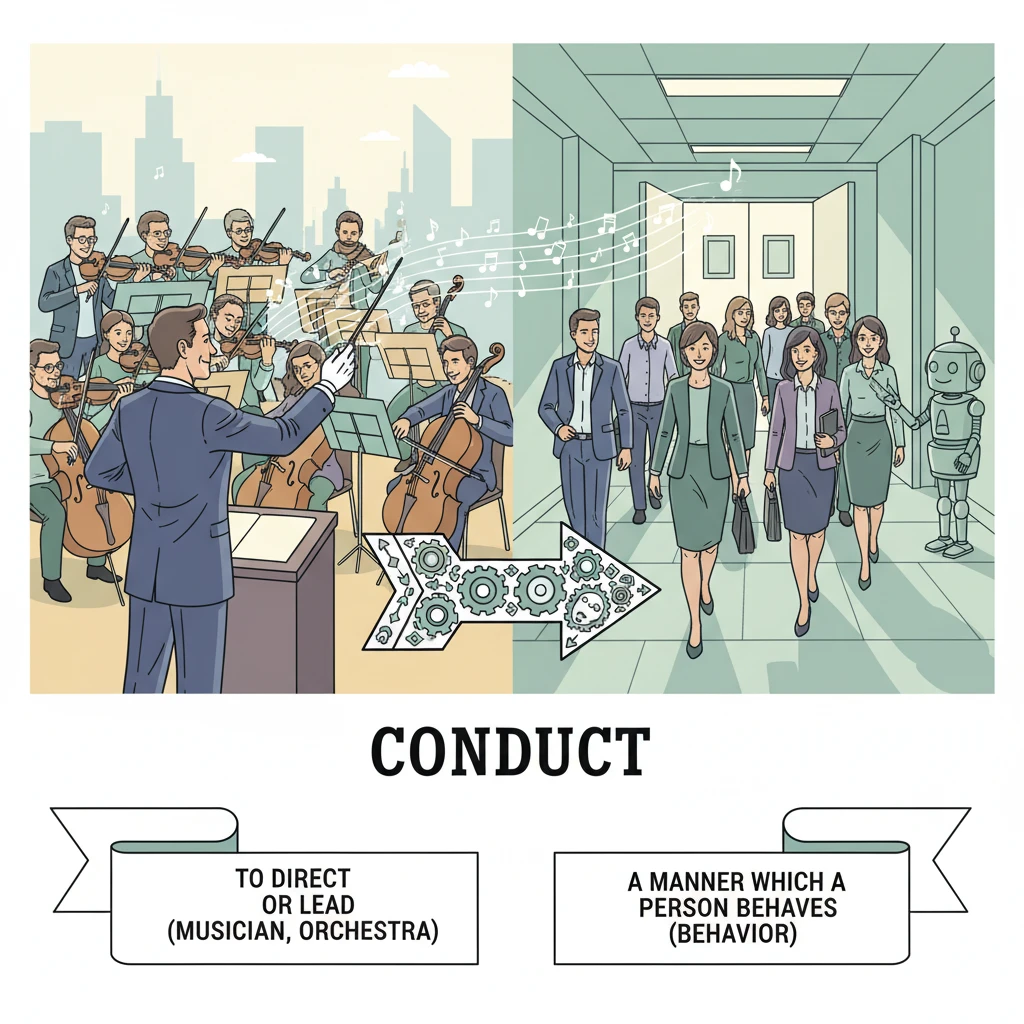 CONDUCT
TO DIRECT
OR LEAD
(MUSICIAN, ORCHESTRA)
A MANNER WHICH A
PERSON BEHAVES
(BEHAVIOR)